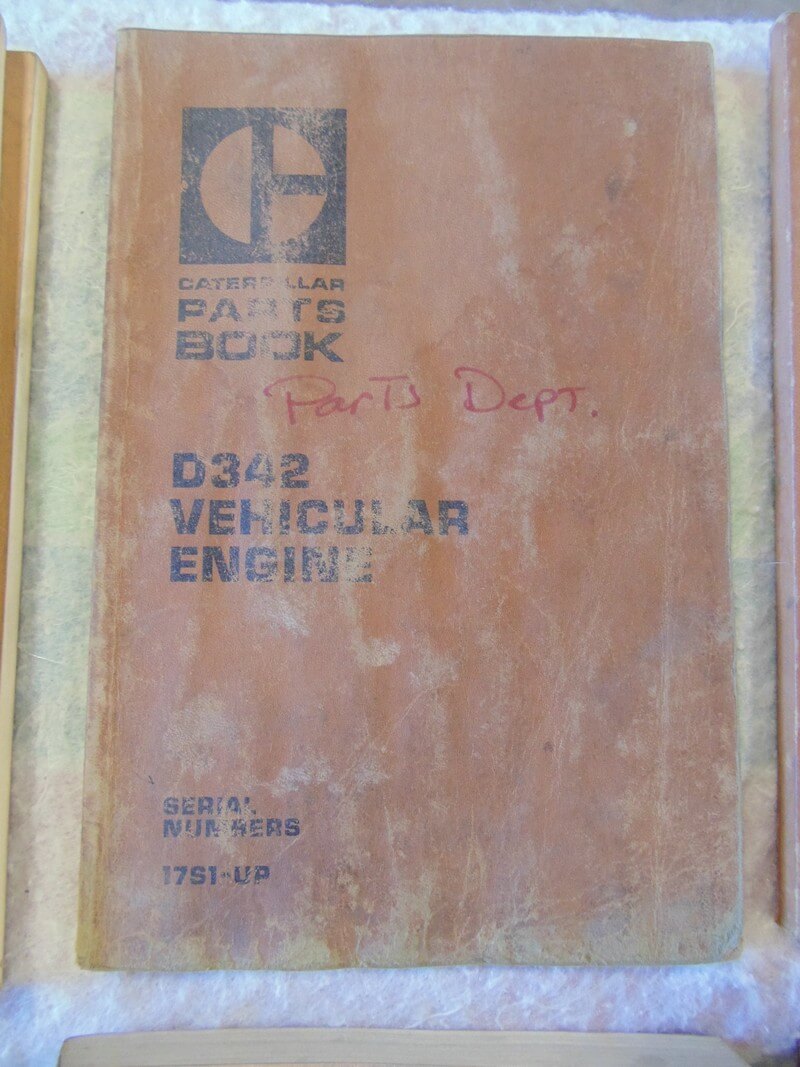 CATERPILLAR
PARTS
BOOK
Parts Dept.
D342
VEHICULAR
ENGINE
SERIAL
NUMBERS
17S1-UP